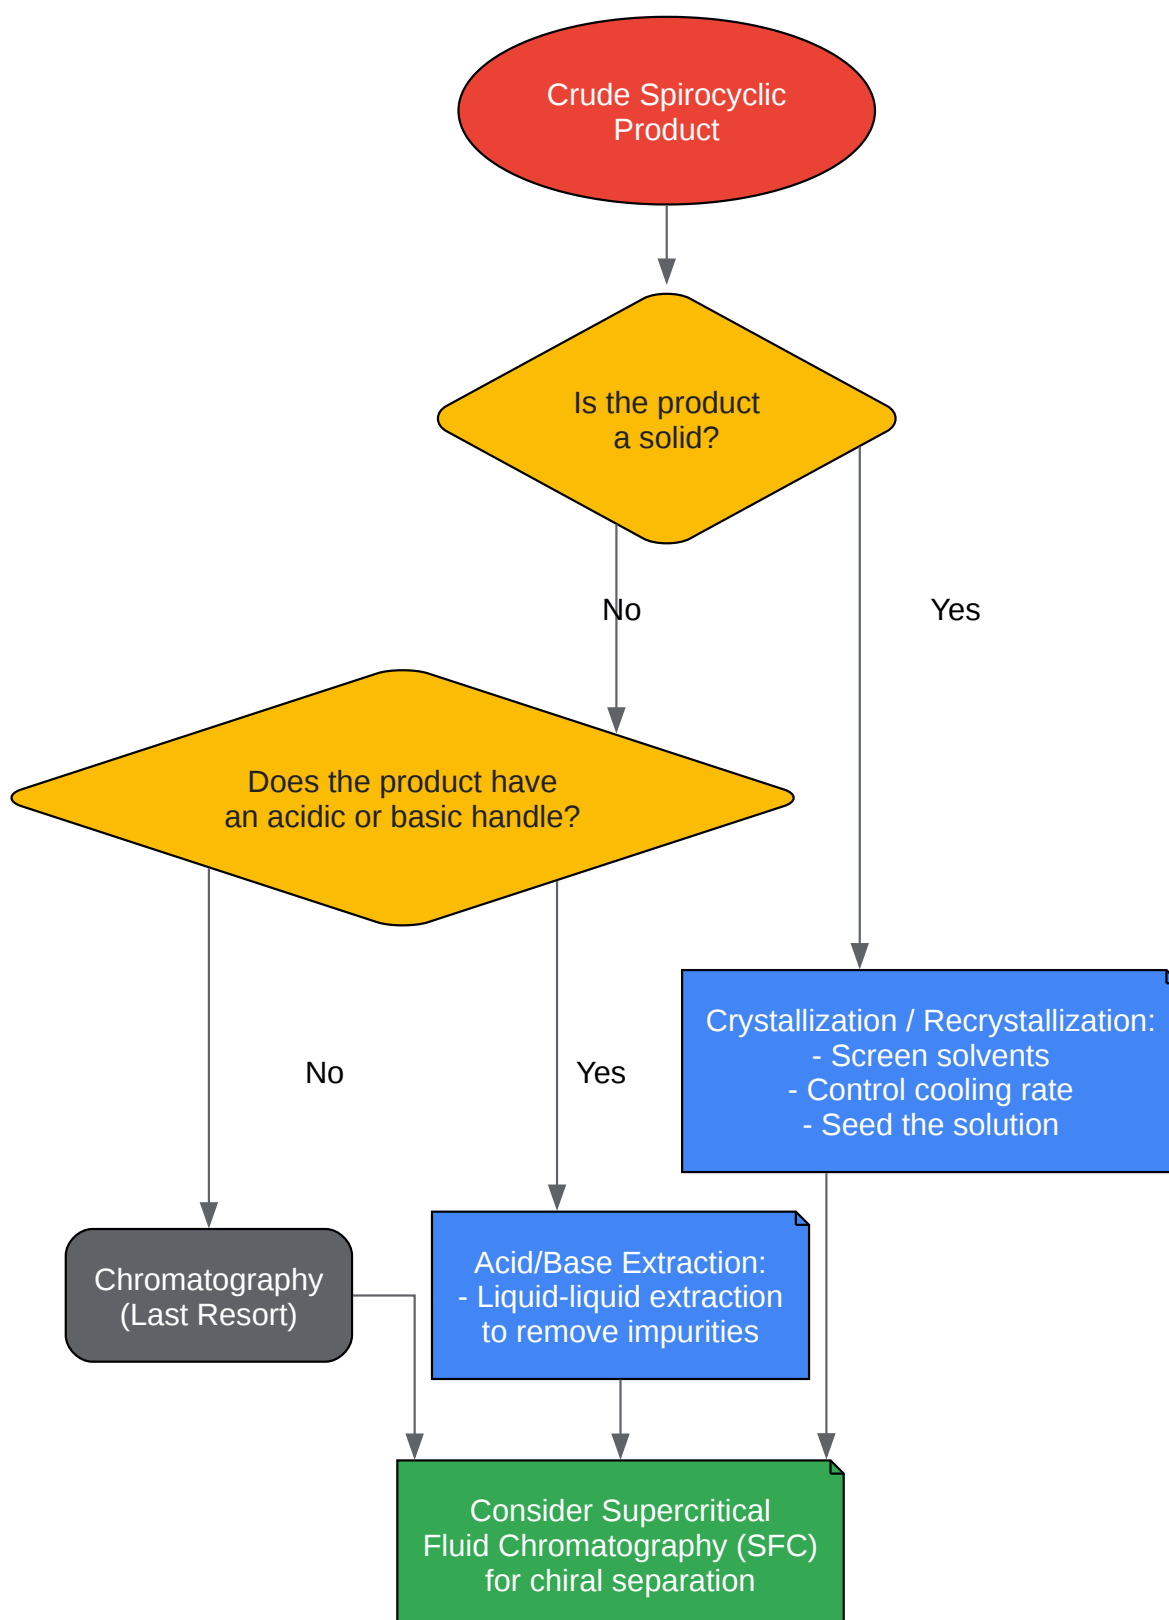 Crude Spirocyclic
Product
Is the product
a solid?
No
Yes
Does the product have
an acidic or basic handle?
Crystallization / Recrystallization:
- Screen solvents
- Control cooling rate
- Seed the solution
No
Yes
Chromatography
(Last Resort)
Acid/Base Extraction:
- Liquid-liquid extraction
to remove impurities
Consider Supercritical
Fluid Chromatography (SFC)
for chiral separation